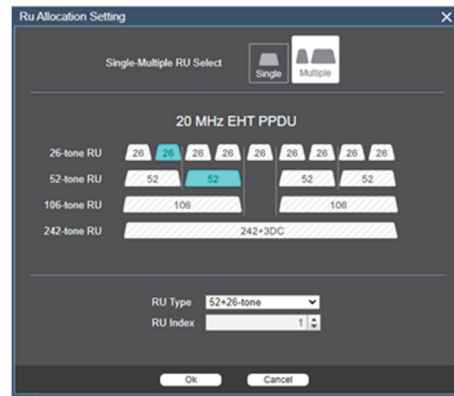 Ru Allocation Setting
Single-Multiple RU Select
Single
Multiple
20 MHz EHT PPDU
26-tone RU 26 26 26 26 26 26 26 26 26
52-tone RU 52 52 52 52
106-tone RU 106 106
242-tone RU 242+3DC
RU Type 52+26-tone
RU Index 1
Ok Cancel